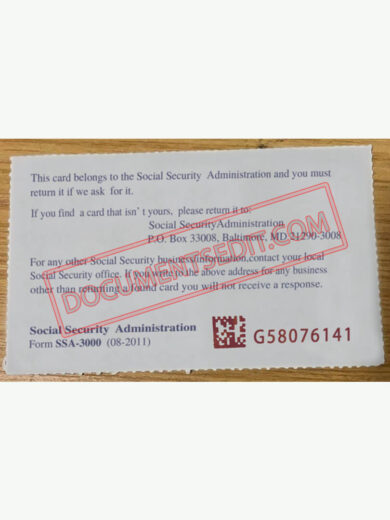 This card belongs to the Social Security Administration and you must
return it if we ask for it.
If you find a card that isn't yours, please return it to:
Social SecurityAdministration
P.O. Box 33008, Baltimore, MD 21290-3008
For any other Social Security business/information,contact your local
Social Security office. If you write to the above address for any business
other than returning a found card you will not receive a response.
DOCUMENTSEDIT.COM
Social Security Administration
Form SSA-3000 (08-2011)
G58076141